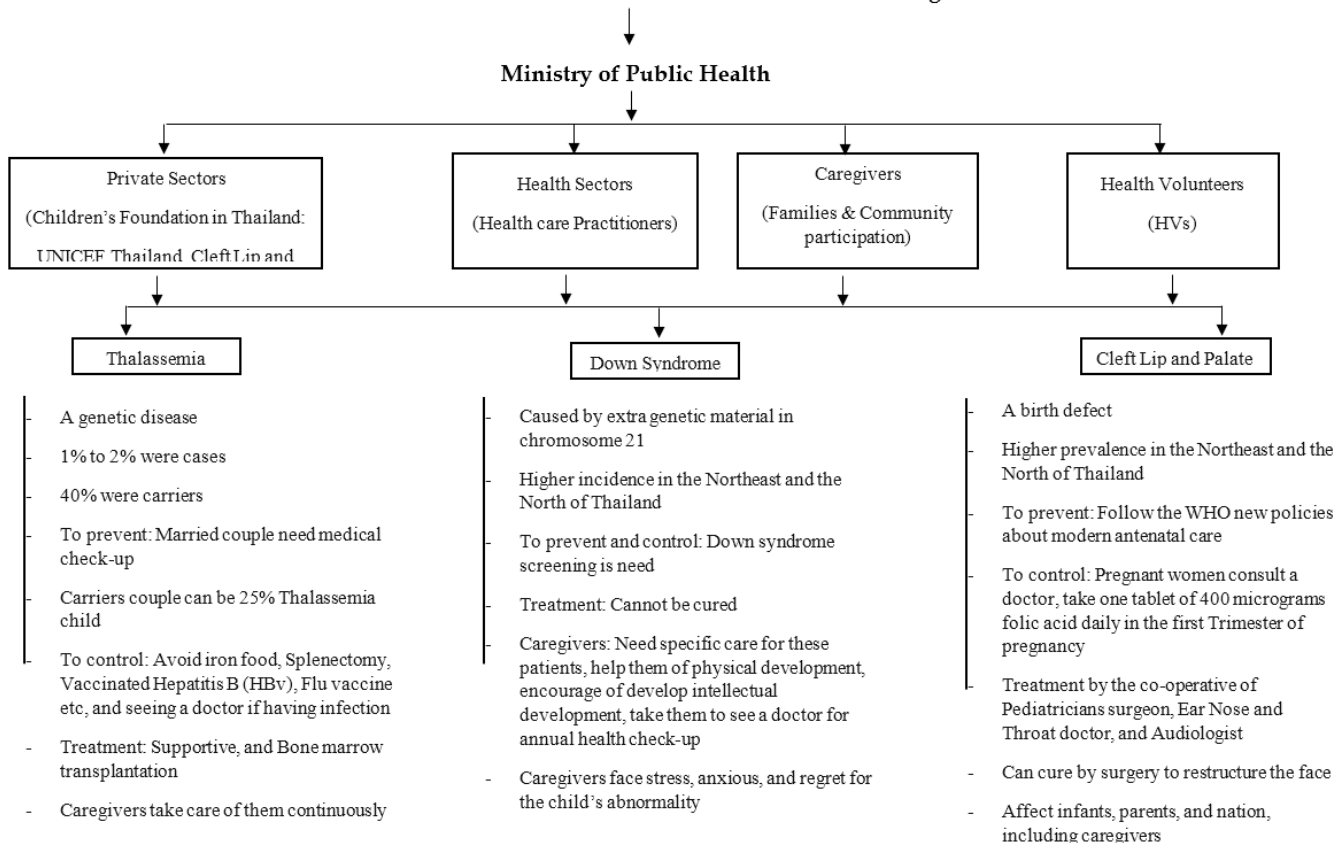 Ministry of Public Health
Private Sectors
(Children's Foundation in Thailand:
UNICEF Thailand, Cleft Lip and
Health Sectors
(Health care Practitioners)
Caregivers
(Families & Community
participation)
Health Volunteers
(HVs)
Thalassemia
- A genetic disease
- 1% to 2% were cases
- 40% were carriers
- To prevent: Married couple need medical
check-up
- Carriers couple can be 25% Thalassemia
child
- To control: Avoid iron food, Splenectomy,
Vaccinated Hepatitis B (HBv), Flu vaccine
etc, and seeing a doctor if having infection
- Treatment: Supportive, and Bone marrow
transplantation
- Caregivers take care of them continuously
Down Syndrome
- Caused by extra genetic material in
chromosome 21
- Higher incidence in the Northeast and the
North of Thailand
- To prevent and control: Down syndrome
screening is need
- Treatment: Cannot be cured
- Caregivers: Need specific care for these
patients, help them of physical development,
encourage of develop intellectual
development, take them to see a doctor for
annual health check-up
- Caregivers face stress, anxious, and regret for
the child's abnormality
Cleft Lip and Palate
- A birth defect
- Higher prevalence in the Northeast and the
North of Thailand
- To prevent: Follow the WHO new policies
about modern antenatal care
- To control: Pregnant women consult a
doctor, take one tablet of 400 micrograms
folic acid daily in the first Trimester of
pregnancy
- Treatment by the co-operative of
Pediatricians surgeon, Ear Nose and
Throat doctor, and Audiologist
- Can cure by surgery to restructure the face
- Affect infants, parents, and nation,
including caregivers